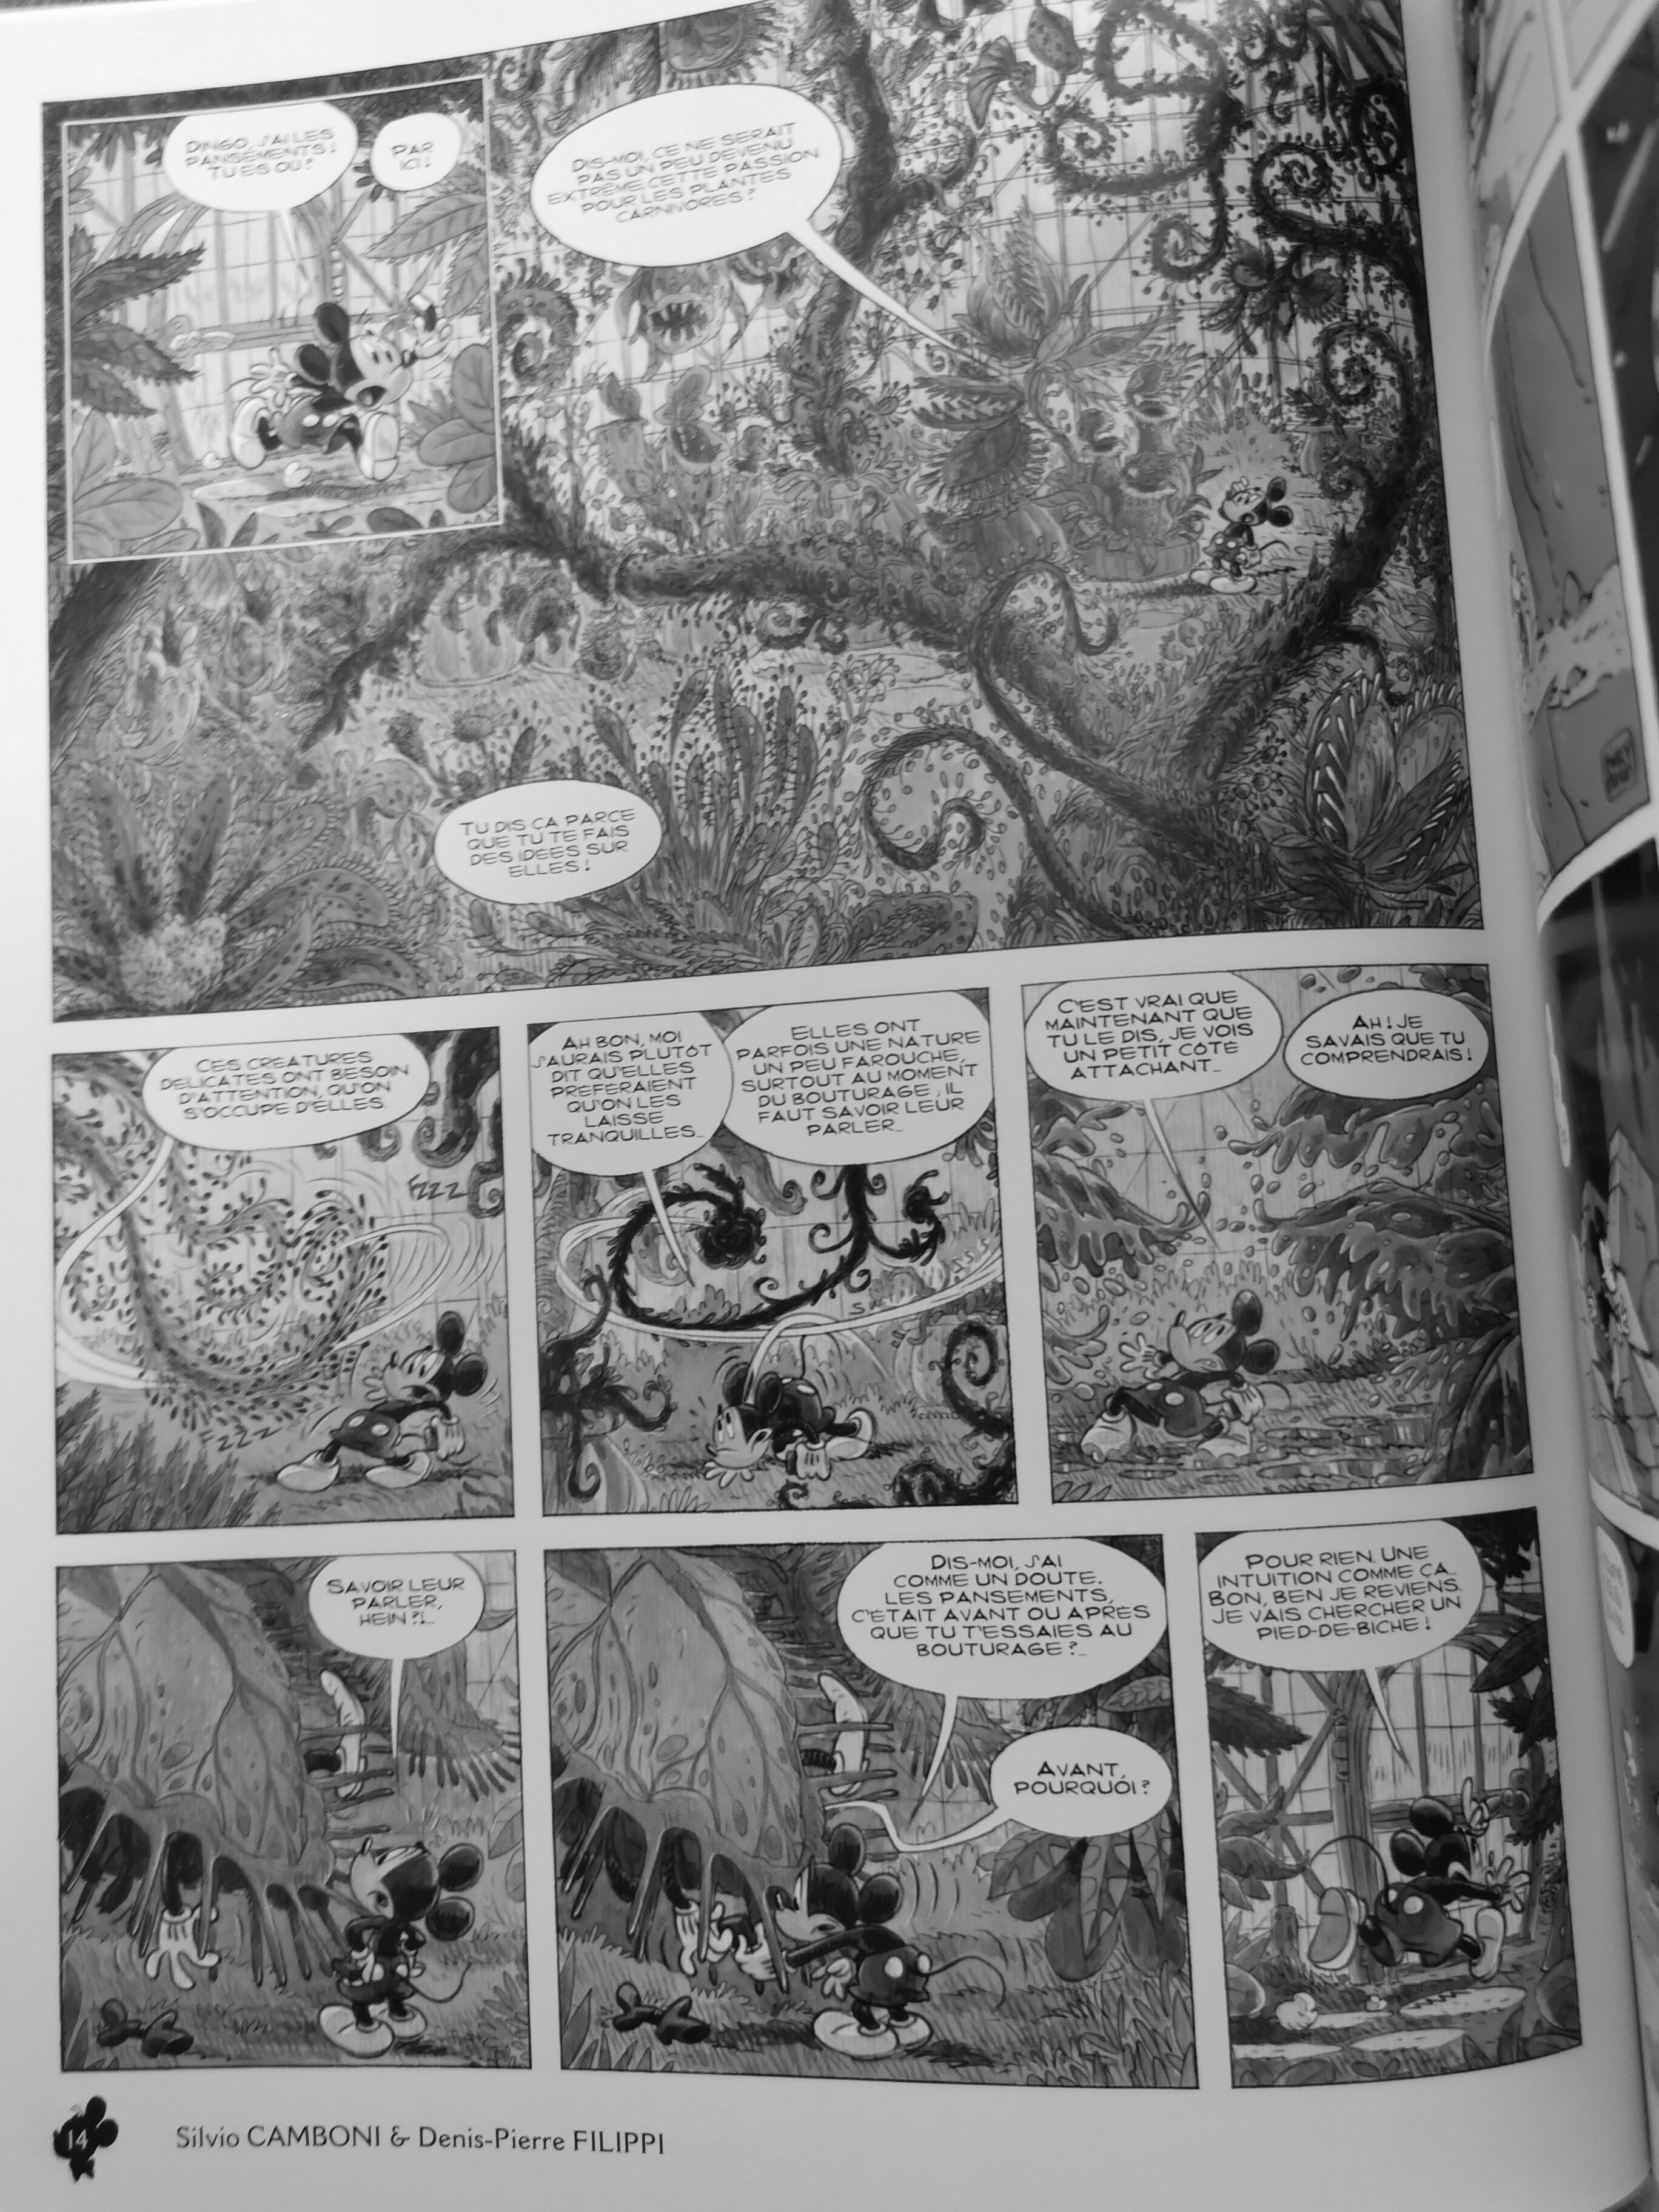 DINGO, J'AI LES
PANSEMENTS !
TU ES OÙ ?
PAR
ICI !
DIS-MOI, CE NE SERAIT
PAS UN PEU DEVENU
EXTRÊME, CETTE PASSION
POUR LES PLANTES
CARNIVORES ?
TU DIS ÇA PARCE
QUE TU TE FAIS
DES IDÉES SUR
ELLES !
CES CRÉATURES
DÉLICATES ONT BESOIN
D'ATTENTION, QU'ON
S'OCCUPE D'ELLES.
FZZZ
FZZZ
AH BON, MOI
J'AURAIS PLUTÔT
DIT QU'ELLES
PRÉFÉRAIENT
QU'ON LES
LAISSE
TRANQUILLES...
ELLES ONT
PARFOIS UNE NATURE
UN PEU FAROUCHE,
SURTOUT AU MOMENT
DU BOUTURAGE ; IL
FAUT SAVOIR LEUR
PARLER...
C'EST VRAI QUE
MAINTENANT QUE
TU LE DIS, JE VOIS
UN PETIT CÔTÉ
ATTACHANT...
AH ! JE
SAVAIS QUE TU
COMPRENDRAIS !
SAVOIR LEUR
PARLER,
HEIN ?!...
DIS-MOI, J'AI
COMME UN DOUTE.
LES PANSEMENTS,
C'ÉTAIT AVANT OU APRÈS
QUE TU T'ESSAIES AU
BOUTURAGE ?...
AVANT,
POURQUOI ?
POUR RIEN. UNE
INTUITION COMME ÇA...
BON, BEN JE REVIENS.
JE VAIS CHERCHER UN
PIED-DE-BICHE !
14
Silvio CAMBONI & Denis-Pierre FILIPPI